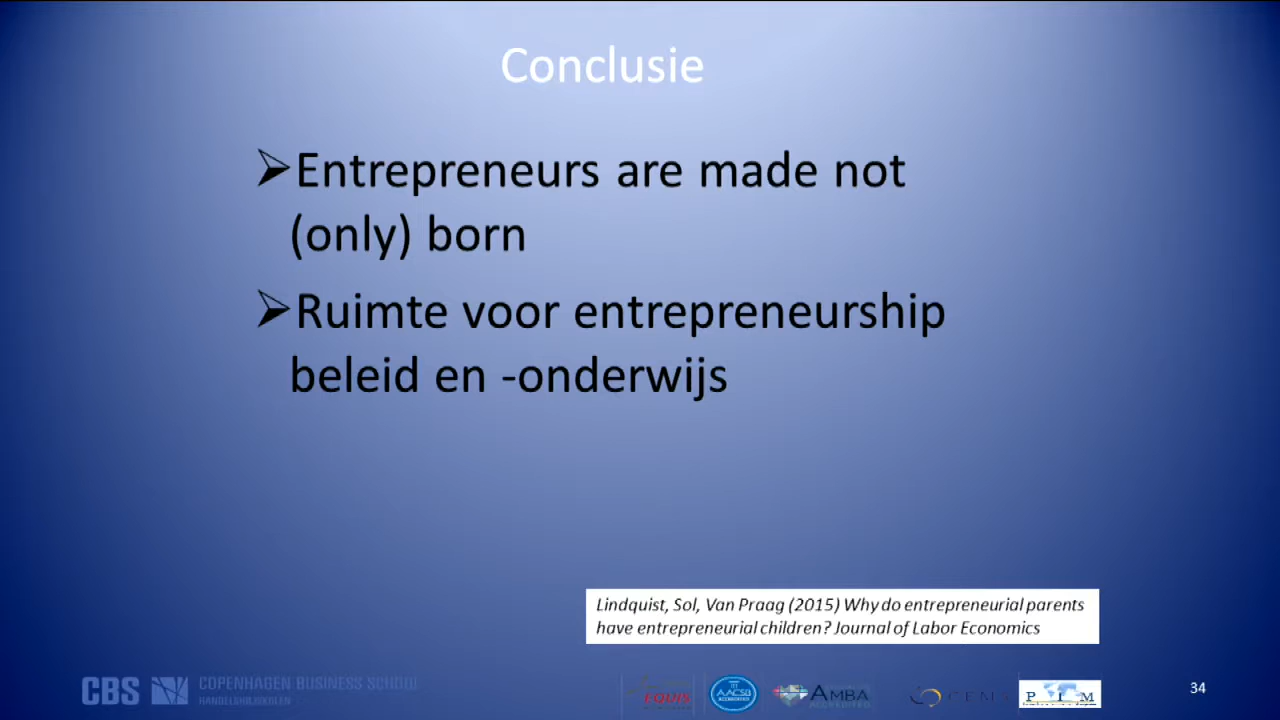 Conclusie
➢Entrepreneurs are made not
(only) born
➢Ruimte voor entrepreneurship
beleid en -onderwijs
Lindquist, Sol, Van Praag (2015) Why do entrepreneurial parents
have entrepreneurial children? Journal of Labor Economics
CBS COPENHAGEN BUSINESS SCHOOL
HANDELSHØJSKOLEN
EQUIS
AACSB
ACCREDITED
AMBA
ACCREDITED
CEMS
P I M
34